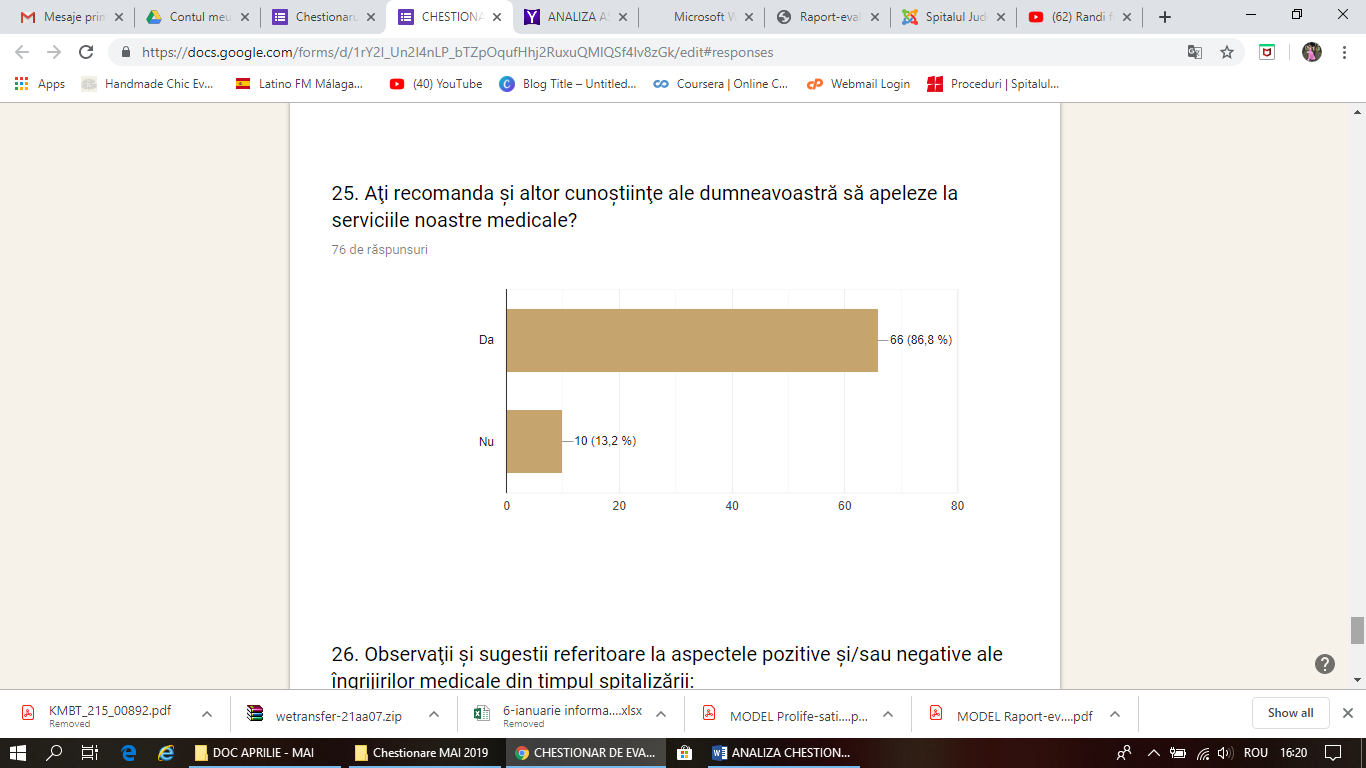 Mesaje prin
Contul meu
Chestionaru
CHESTIONA
ANALIZA AS
Microsoft W
Raport-eval
Spitalul Jud
(62) Randi f
https://docs.google.com/forms/d/1rY2I_Un2I4nLP_bTZpOqufHhj2RuxuQMIQSf4lv8zGk/edit#responses
Apps
Handmade Chic Ev...
Latino FM Málaga...
(40) YouTube
Blog Title – Untitled...
Coursera | Online C...
Webmail Login
Proceduri | Spitalul...
25. Aţi recomanda și altor cunoștiinţe ale dumneavoastră să apeleze la
serviciile noastre medicale?
76 de răspunsuri
Da
66 (86,8 %)
Nu
10 (13,2 %)
0 20 40 60 80
26. Observaţii și sugestii referitoare la aspectele pozitive și/sau negative ale
îngrijirilor medicale din timpul spitalizării:
KMBT_215_00892.pdf
Removed
wetransfer-21aa07.zip
6-ianuarie informa....xlsx
Removed
MODEL Prolife-sati....p...
MODEL Raport-ev....pdf
Show all
DOC APRILIE - MAI
Chestionare MAI 2019
CHESTIONAR DE EVA...
ANALIZA CHESTION...
ROU
16:20